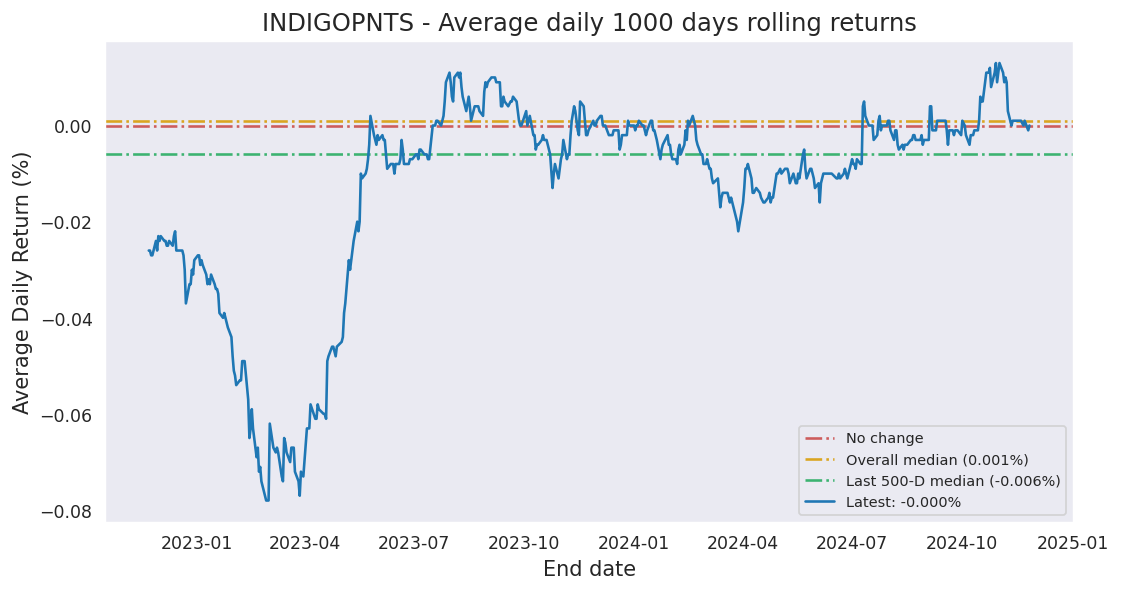 INDIGOPNTS - Average daily 1000 days rolling returns
Average Daily Return (%)
0.00
−0.02
−0.04
−0.06
−0.08
No change
Overall median (0.001%)
Last 500-D median (-0.006%)
Latest: -0.000%
2023-01 2023-04 2023-07 2023-10 2024-01 2024-04 2024-07 2024-10 2025-01
End date